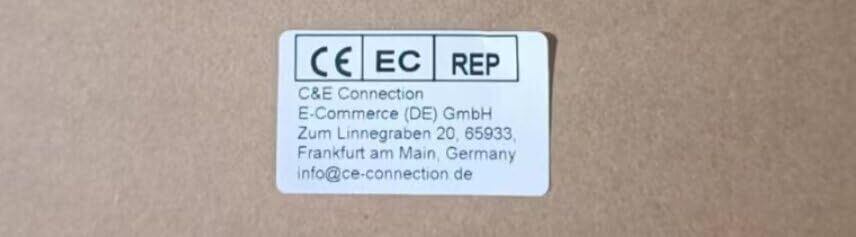 CE EC REP
C&E Connection
E-Commerce (DE) GmbH
Zum Linnegraben 20, 65933,
Frankfurt am Main, Germany
info@ce-connection.de